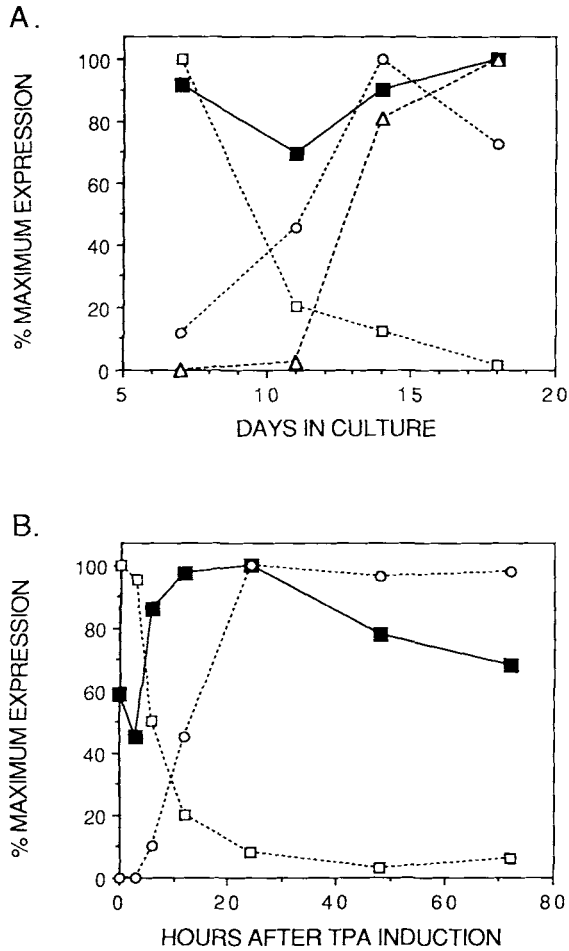 A.
% MAXIMUM EXPRESSION
100
80
60
40
20
0
5 10 15 20
DAYS IN CULTURE
B.
% MAXIMUM EXPRESSION
100
80
60
40
20
0
0 20 40 60 80
HOURS AFTER TPA INDUCTION